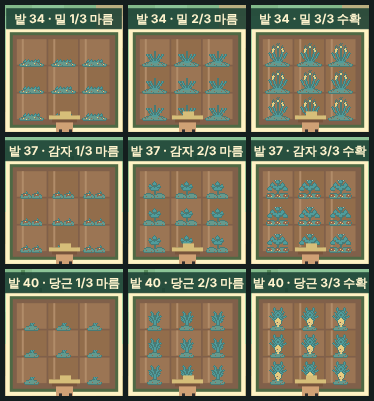 밭 34 · 밀 1/3 마름
밭 34 · 밀 2/3 마름
밭 34 · 밀 3/3 수확
밭 37 · 감자 1/3 마름
밭 37 · 감자 2/3 마름
밭 37 · 감자 3/3 수확
밭 40 · 당근 1/3 마름
밭 40 · 당근 2/3 마름
밭 40 · 당근 3/3 수확